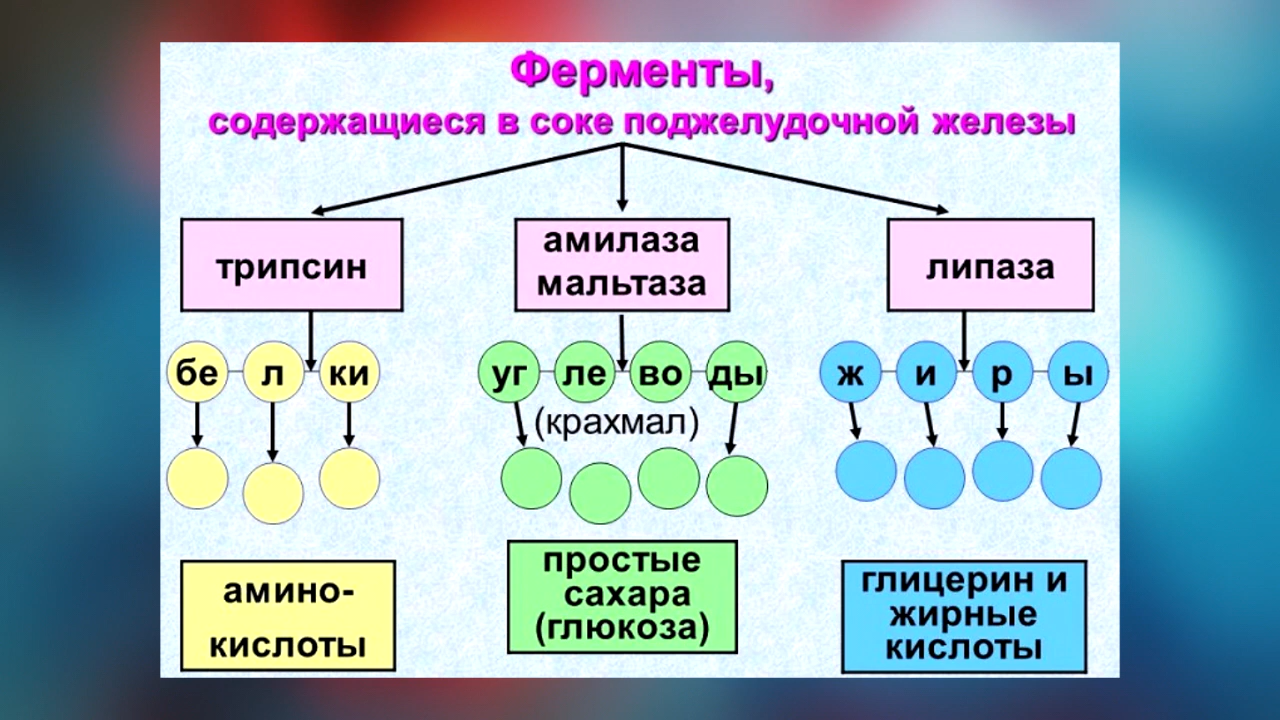 Ферменты,
содержащиеся в соке поджелудочной железы
трипсин
амилаза
мальтаза
липаза
бе л ки
уг ле во ды
(крахмал)
ж и р ы
амино-
кислоты
простые
сахара
(глюкоза)
глицерин и
жирные
кислоты